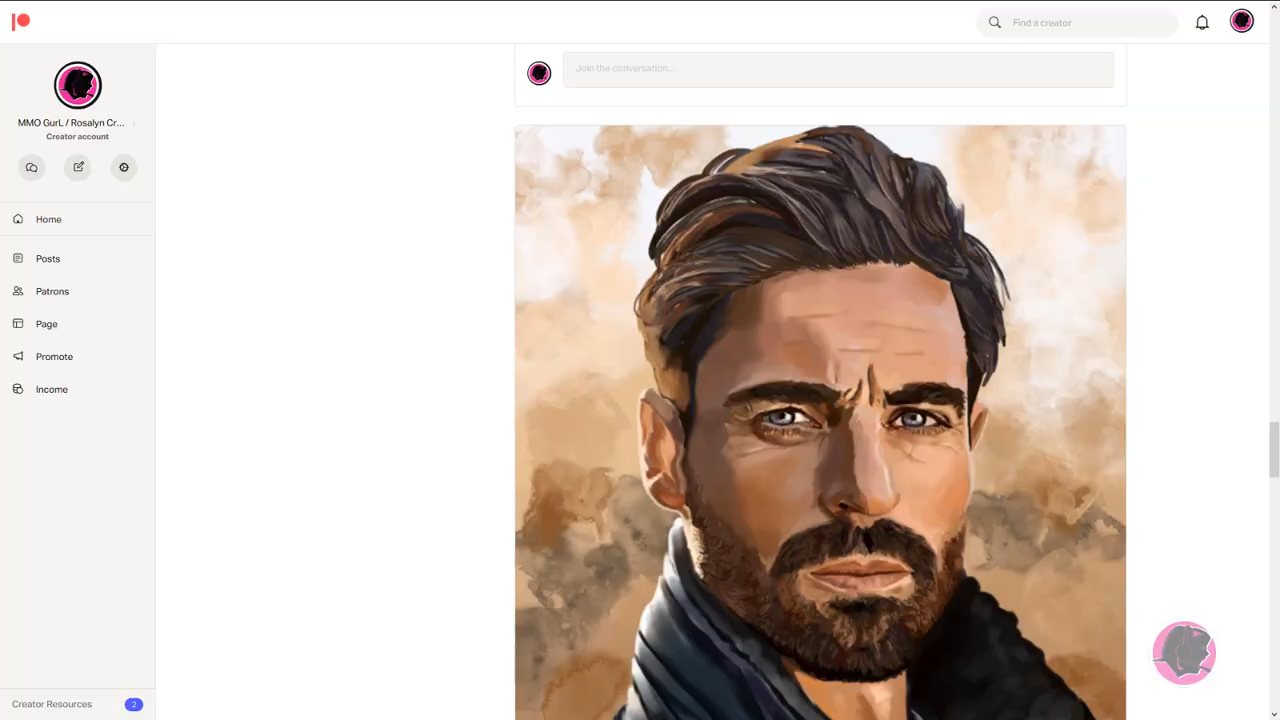 Find a creator
MMO GurL / Rosalyn Cr...
Creator account
Home
Posts
Patrons
Page
Promote
Income
Creator Resources
2
Join the conversation...